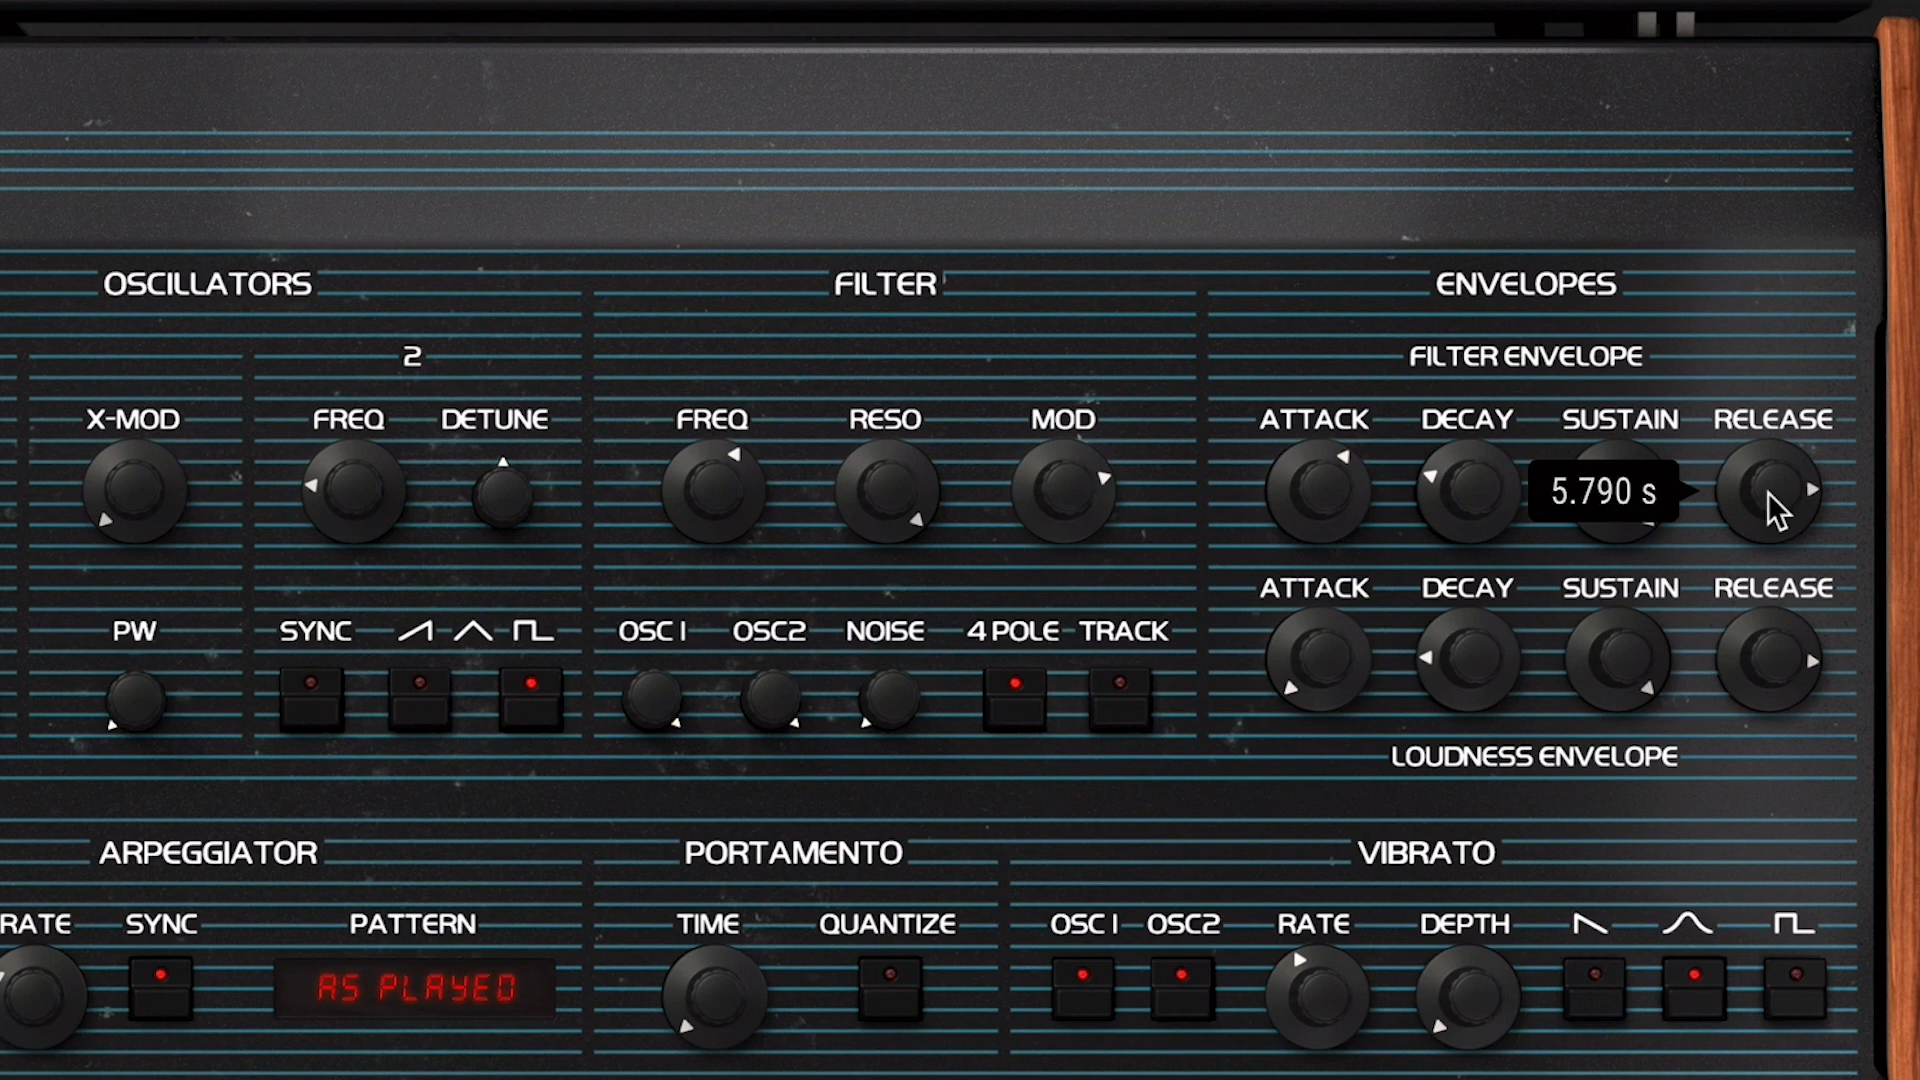 OSCILLATORS
FILTER
ENVELOPES
2
FILTER ENVELOPE
X-MOD
FREQ
DETUNE
FREQ
RESO
MOD
ATTACK
DECAY
SUSTAIN
RELEASE
5.790 s
ATTACK
DECAY
SUSTAIN
RELEASE
PW
SYNC
OSC 1
OSC2
NOISE
4 POLE
TRACK
LOUDNESS ENVELOPE
ARPEGGIATOR
PORTAMENTO
VIBRATO
RATE
SYNC
PATTERN
TIME
QUANTIZE
OSC 1
OSC2
RATE
DEPTH
AS PLAYED